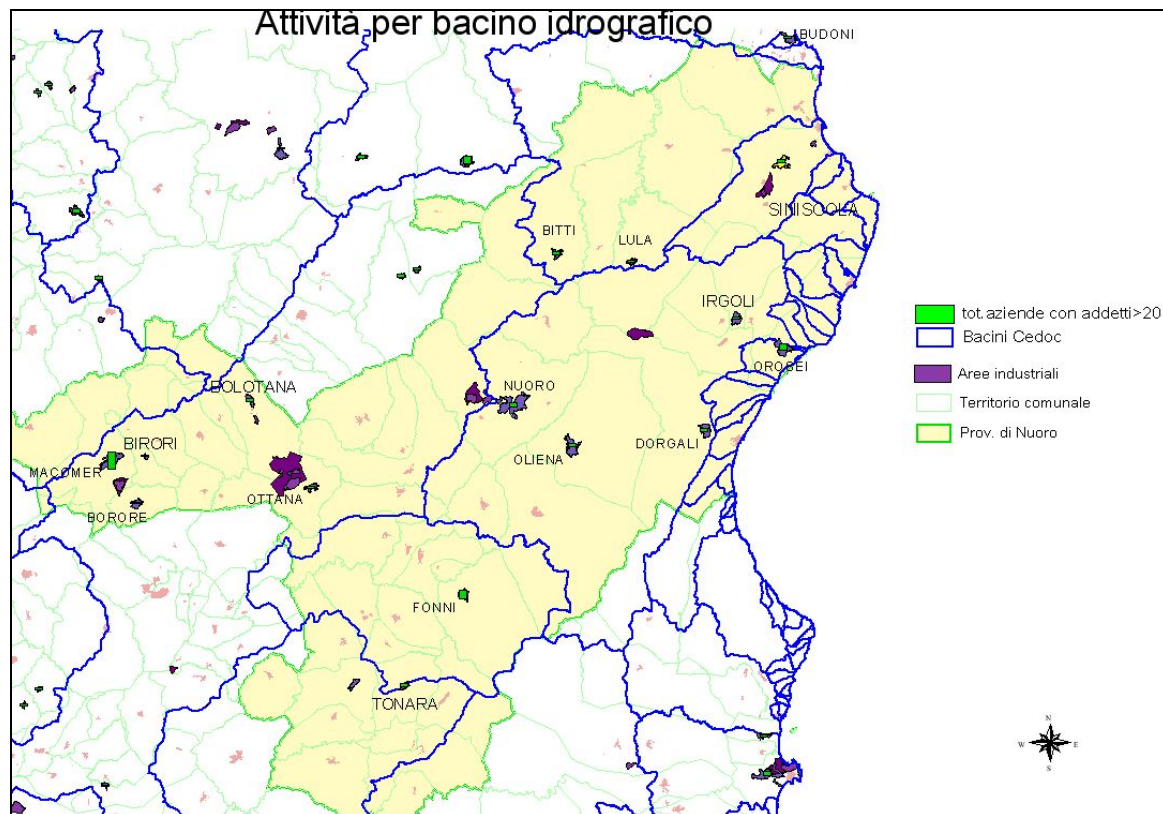 Attività per bacino idrografico
BUDONI
SINISCOLA
BITTI
LULA
IRGOLI
OROSEI
BOLOTANA
NUORO
BIRORI
DORGALI
MACOMER
OLIENA
OTTANA
BORORE
FONNI
TONARA
tot.aziende con addetti>20
Bacini Cedoc
Aree industriali
Territorio comunale
Prov. di Nuoro
N
W E
S